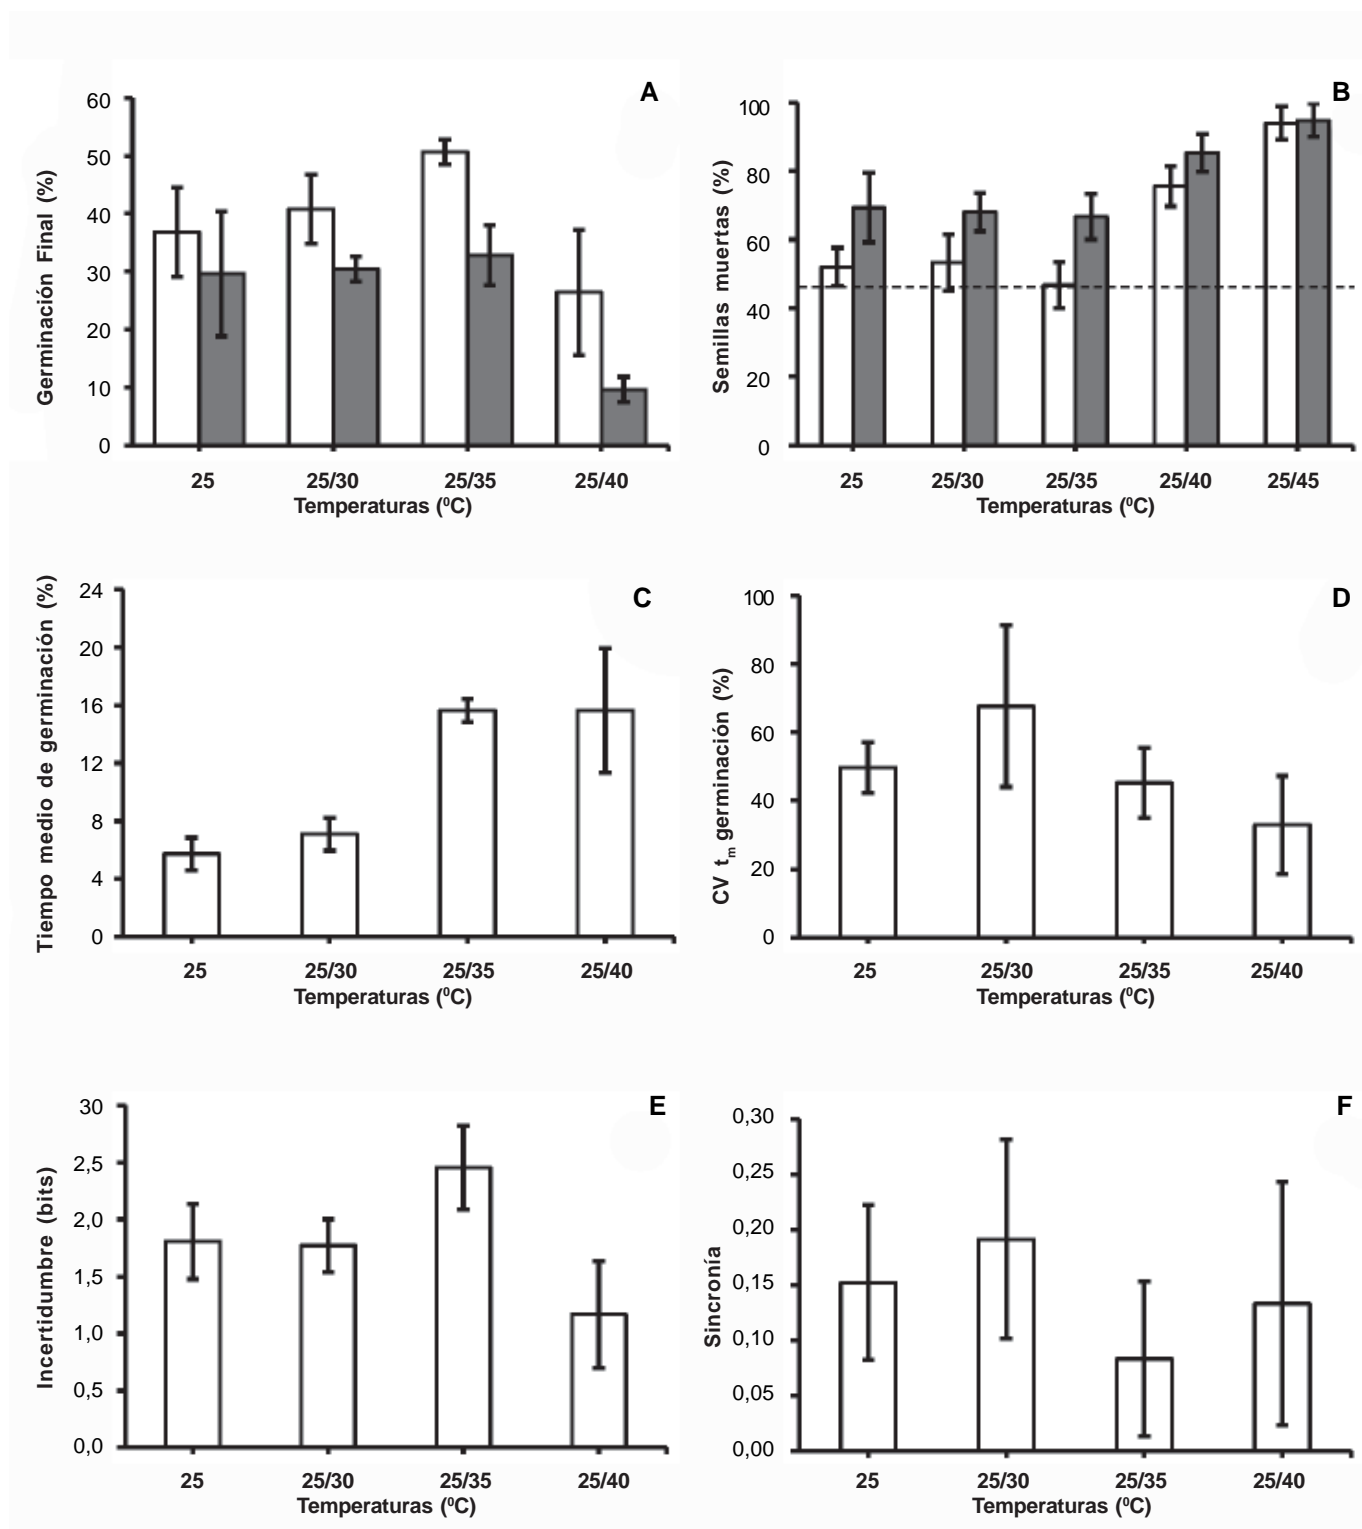 A
Germinación Final (%)
60
50
40
30
20
10
0
25 25/30 25/35 25/40
Temperaturas (⁰C)
B
Semillas muertas (%)
100
80
60
40
20
0
25 25/30 25/35 25/40 25/45
Temperaturas (⁰C)
C
Tiempo medio de germinación (%)
24
20
16
12
8
4
0
25 25/30 25/35 25/40
Temperaturas (⁰C)
D
CV tₘ germinación (%)
100
80
60
40
20
0
25 25/30 25/35 25/40
Temperaturas (⁰C)
E
Incertidumbre (bits)
30
2,5
2,0
1,5
1,0
0,5
0,0
25 25/30 25/35 25/40
Temperaturas (⁰C)
F
Sincronía
0,30
0,25
0,20
0,15
0,10
0,05
0,00
25 25/30 25/35 25/40
Temperaturas (⁰C)